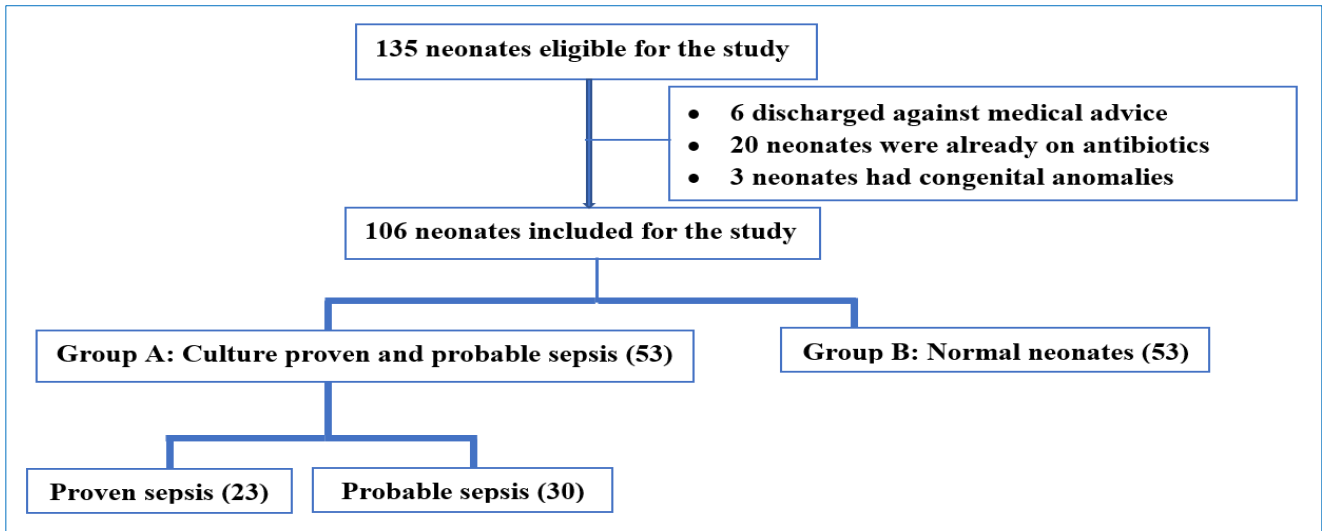 135 neonates eligible for the study
• 6 discharged against medical advice
• 20 neonates were already on antibiotics
• 3 neonates had congenital anomalies
106 neonates included for the study
Group A: Culture proven and probable sepsis (53)
Group B: Normal neonates (53)
Proven sepsis (23)
Probable sepsis (30)